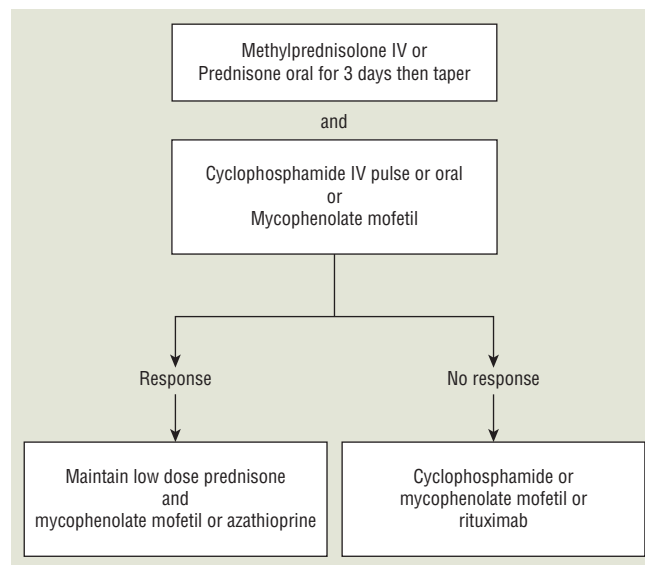 Methylprednisolone IV or
Prednisone oral for 3 days then taper
and
Cyclophosphamide IV pulse or oral
or
Mycophenolate mofetil
Response
No response
Maintain low dose prednisone
and
mycophenolate mofetil or azathioprine
Cyclophosphamide or
mycophenolate mofetil or
rituximab